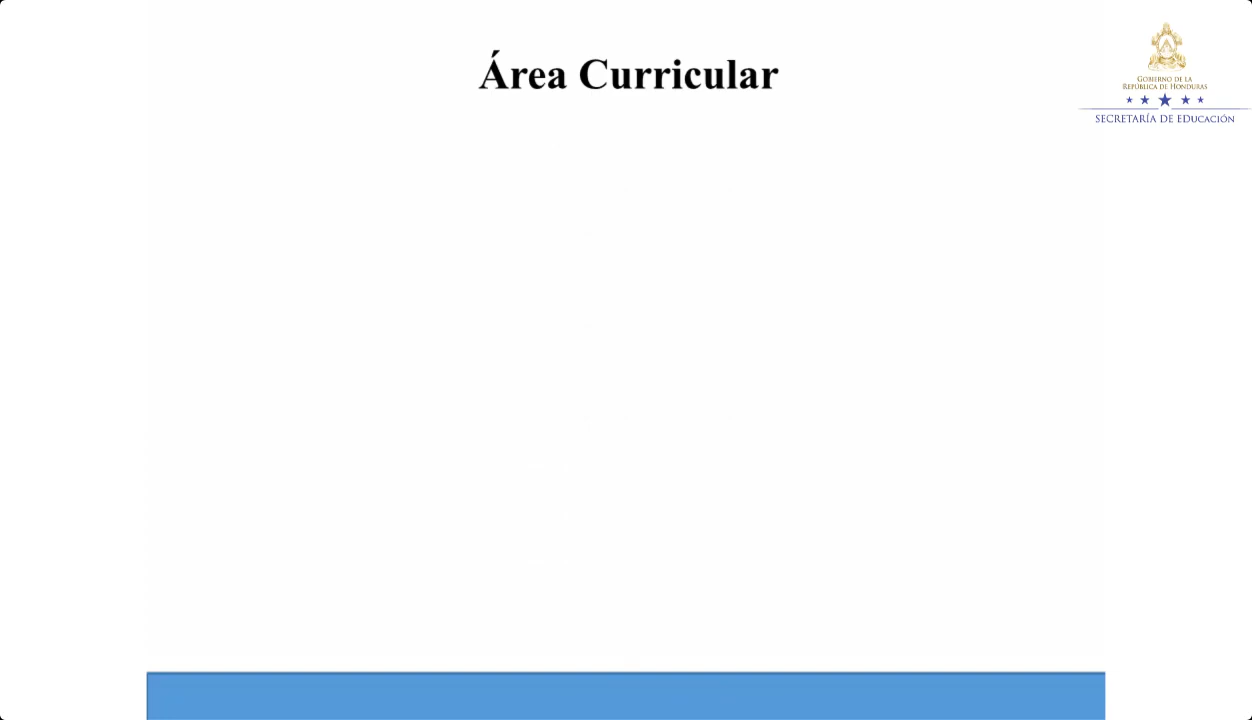 Área Curricular
GOBIERNO DE LA
REPÚBLICA DE HONDURAS
SECRETARÍA DE EDUCACIÓN